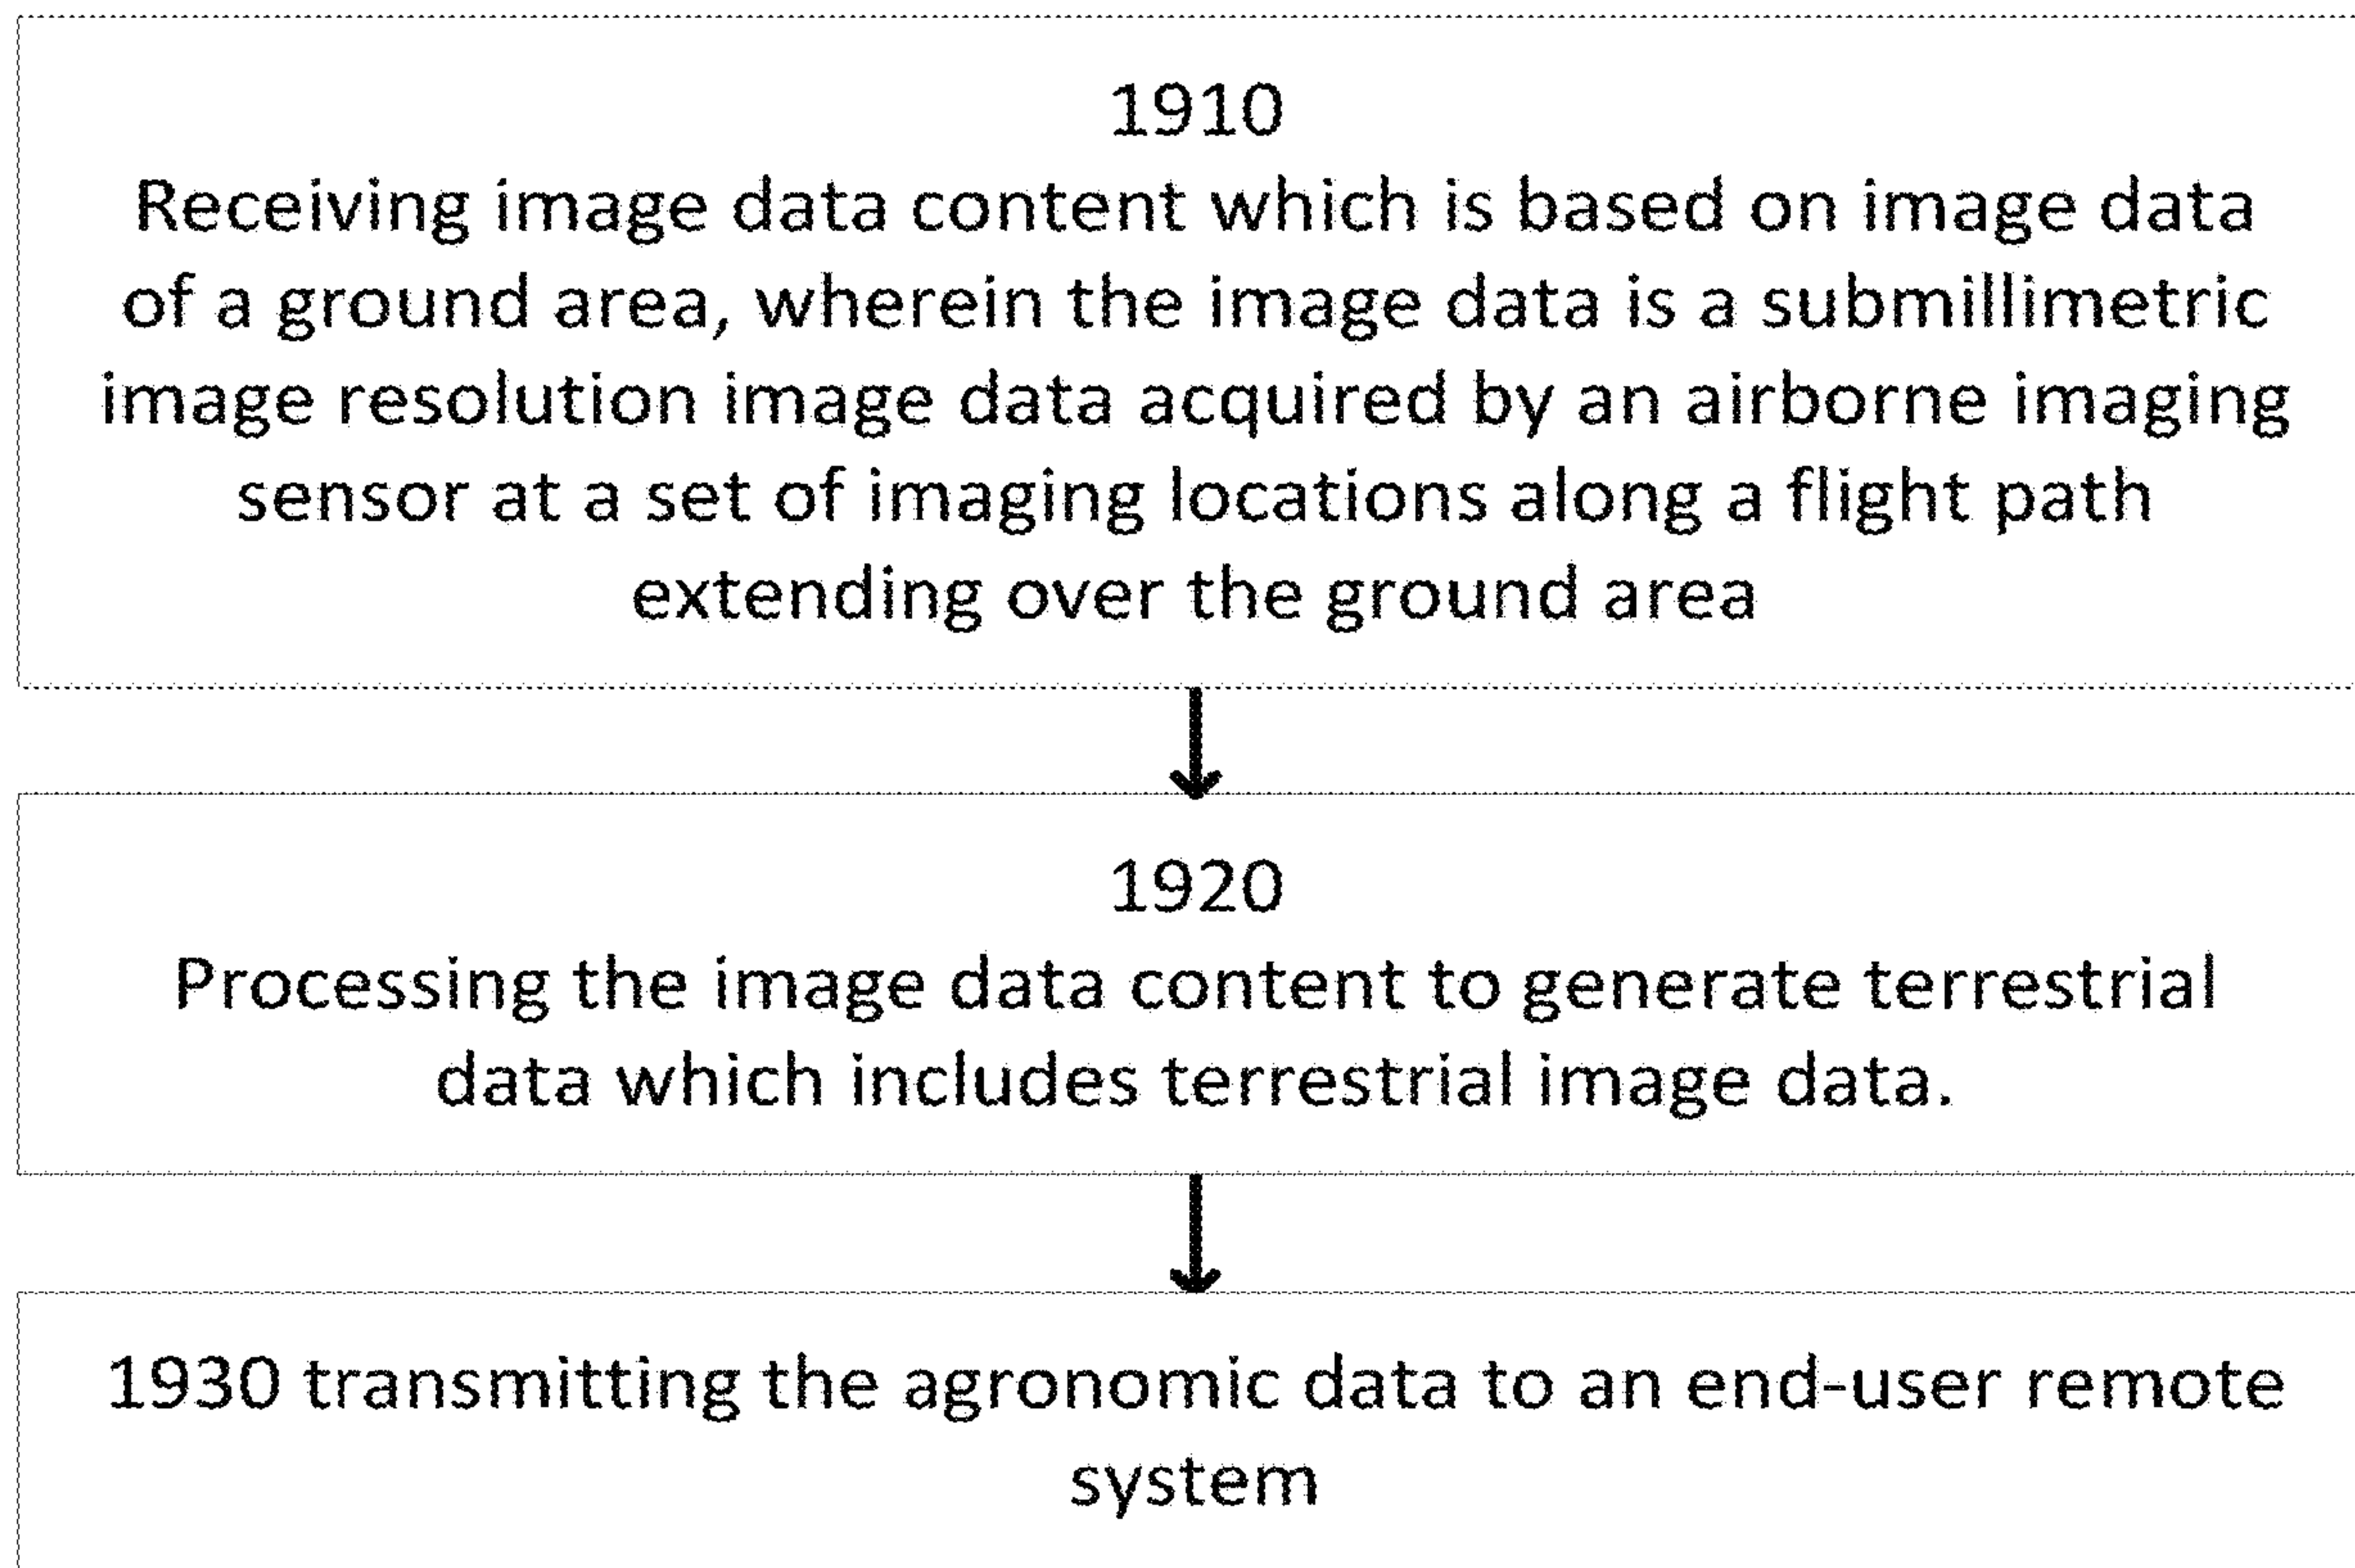 1910
Receiving image data content which is based on image data
of a ground area, wherein the image data is a submillimetric
image resolution image data acquired by an airborne imaging
sensor at a set of imaging locations along a flight path
extending over the ground area
1920
Processing the image data content to generate terrestrial
data which includes terrestrial image data.
1930 transmitting the agronomic data to an end-user remote
system